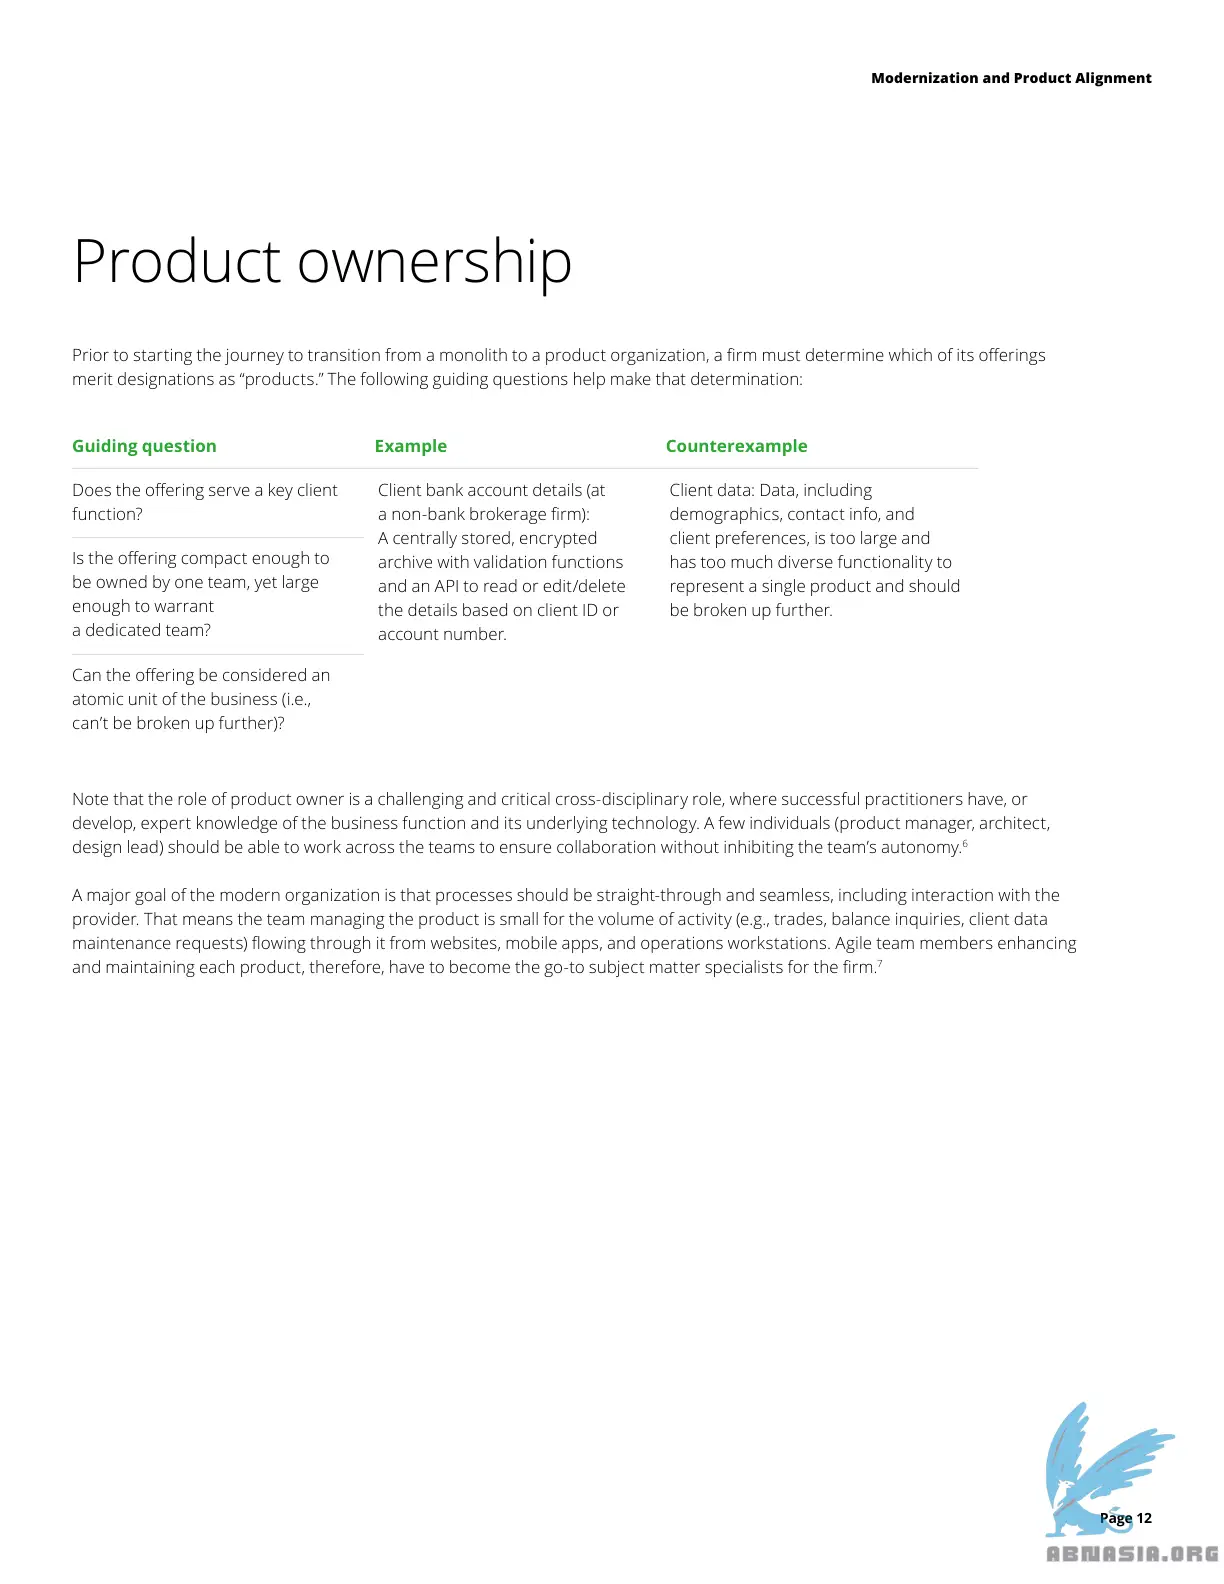 Modernization and Product Alignment
Product ownership
Prior to starting the journey to transition from a monolith to a product organization, a firm must determine which of its offerings
merit designations as “products.” The following guiding questions help make that determination:
Guiding question
Example
Counterexample
Does the offering serve a key client
function?
Is the offering compact enough to
be owned by one team, yet large
enough to warrant
a dedicated team?
Can the offering be considered an
atomic unit of the business (i.e.,
can’t be broken up further)?
Client bank account details (at
a non-bank brokerage firm):
A centrally stored, encrypted
archive with validation functions
and an API to read or edit/delete
the details based on client ID or
account number.
Client data: Data, including
demographics, contact info, and
client preferences, is too large and
has too much diverse functionality to
represent a single product and should
be broken up further.
Note that the role of product owner is a challenging and critical cross-disciplinary role, where successful practitioners have, or
develop, expert knowledge of the business function and its underlying technology. A few individuals (product manager, architect,
design lead) should be able to work across the teams to ensure collaboration without inhibiting the team’s autonomy.6
A major goal of the modern organization is that processes should be straight-through and seamless, including interaction with the
provider. That means the team managing the product is small for the volume of activity (e.g., trades, balance inquiries, client data
maintenance requests) flowing through it from websites, mobile apps, and operations workstations. Agile team members enhancing
and maintaining each product, therefore, have to become the go-to subject matter specialists for the firm.7
Page 12
ABNASIA.ORG